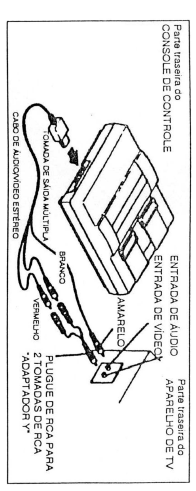 Parte traseira do
CONSOLE DE CONTROLE
Parte traseira do
APARELHO DE TV
ENTRADA DE ÁUDIO
ENTRADA DE VÍDEO
TOMADA DE SAÍDA MÚLTIPLA
AMARELO
BRANCO
VERMELHO
CABO DE ÁUDIO/VÍDEO ESTÉREO
PLUGUE DE RCA PARA
2 TOMADAS DE RCA
"ADAPTADOR Y"